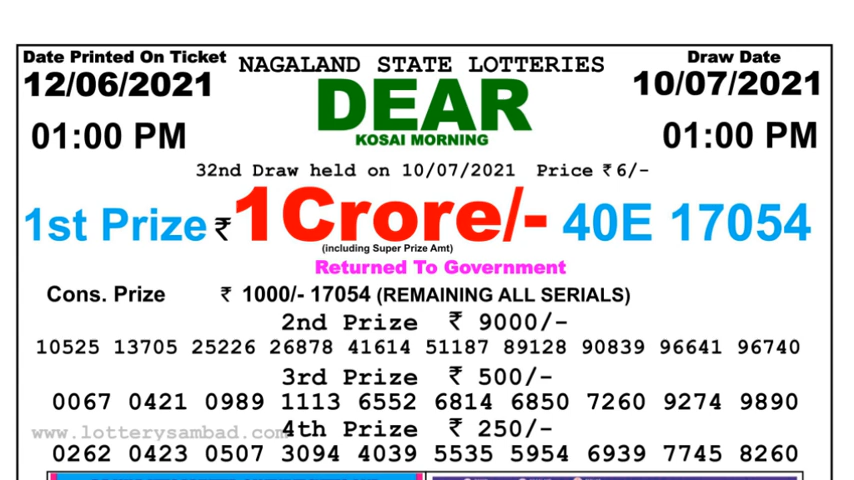 Date Printed On Ticket NAGALAND STATE LOTTERIES Draw Date
12/06/2021 DEAR 10/07/2021
01:00 PM KOSAI MORNING 01:00 PM
32nd Draw held on 10/07/2021 Price ₹ 6/-
1st Prize ₹ 1Crore/- 40E 17054
(including Super Prize Amt)
Returned To Government
Cons. Prize ₹ 1000/- 17054 (REMAINING ALL SERIALS)
2nd Prize ₹ 9000/-
10525 13705 25226 26878 41614 51187 89128 90839 96641 96740
3rd Prize ₹ 500/-
0067 0421 0989 1113 6552 6814 6850 7260 9274 9890
www.lotterysambad.com 4th Prize ₹ 250/-
0262 0423 0507 3094 4039 5535 5954 6939 7745 8260